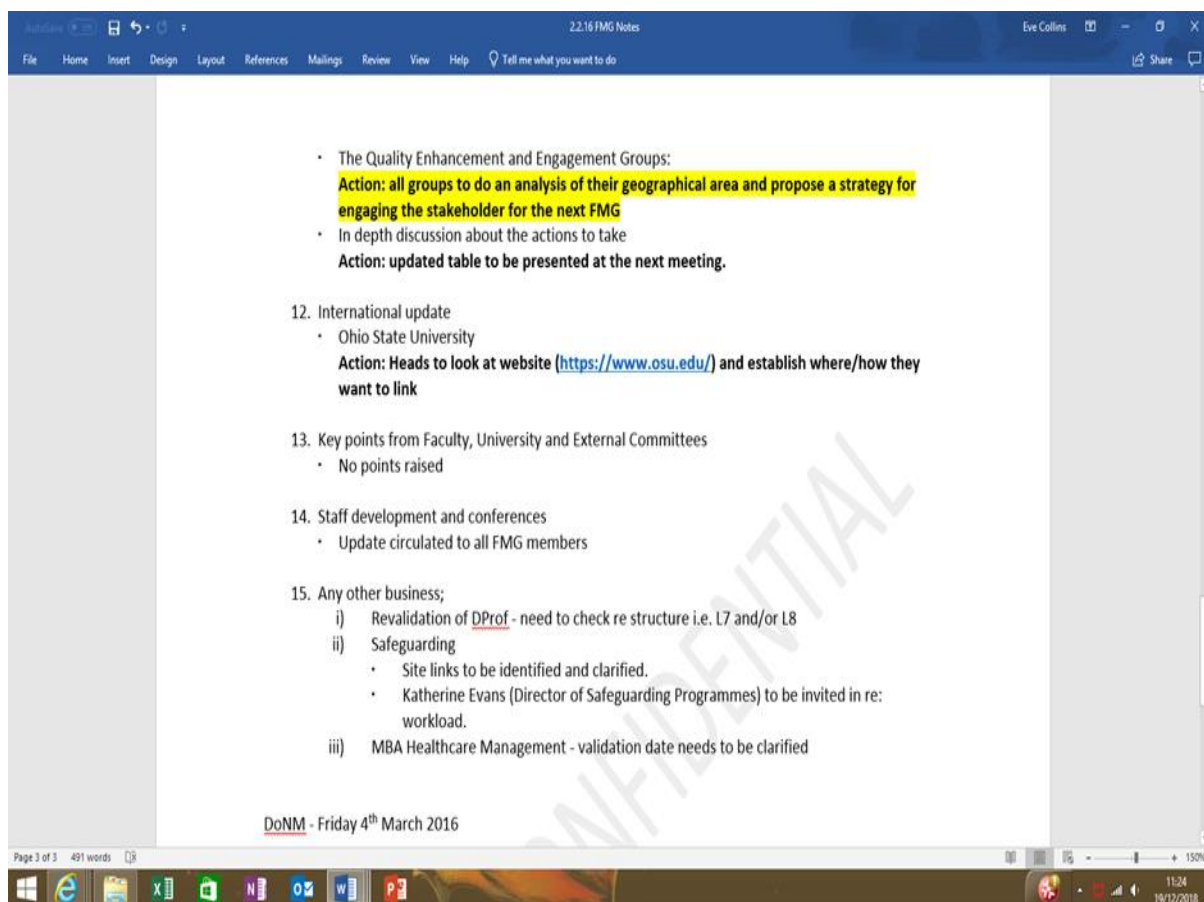 AutoSave Off
2.2.16 FMG Notes
Eve Collins
File Home Insert Design Layout References Mailings Review View Help Tell me what you want to do
Share
· The Quality Enhancement and Engagement Groups:
Action: all groups to do an analysis of their geographical area and propose a strategy for
engaging the stakeholder for the next FMG
· In depth discussion about the actions to take
Action: updated table to be presented at the next meeting.
12. International update
· Ohio State University
Action: Heads to look at website (https://www.osu.edu/) and establish where/how they
want to link
13. Key points from Faculty, University and External Committees
· No points raised
14. Staff development and conferences
· Update circulated to all FMG members
15. Any other business;
i) Revalidation of DProf - need to check re structure i.e. L7 and/or L8
ii) Safeguarding
· Site links to be identified and clarified.
· Katherine Evans (Director of Safeguarding Programmes) to be invited in re:
workload.
iii) MBA Healthcare Management - validation date needs to be clarified
DoNM - Friday 4th March 2016
CONFIDENTIAL
Page 3 of 3 491 words
150%
11:24
19/12/2018